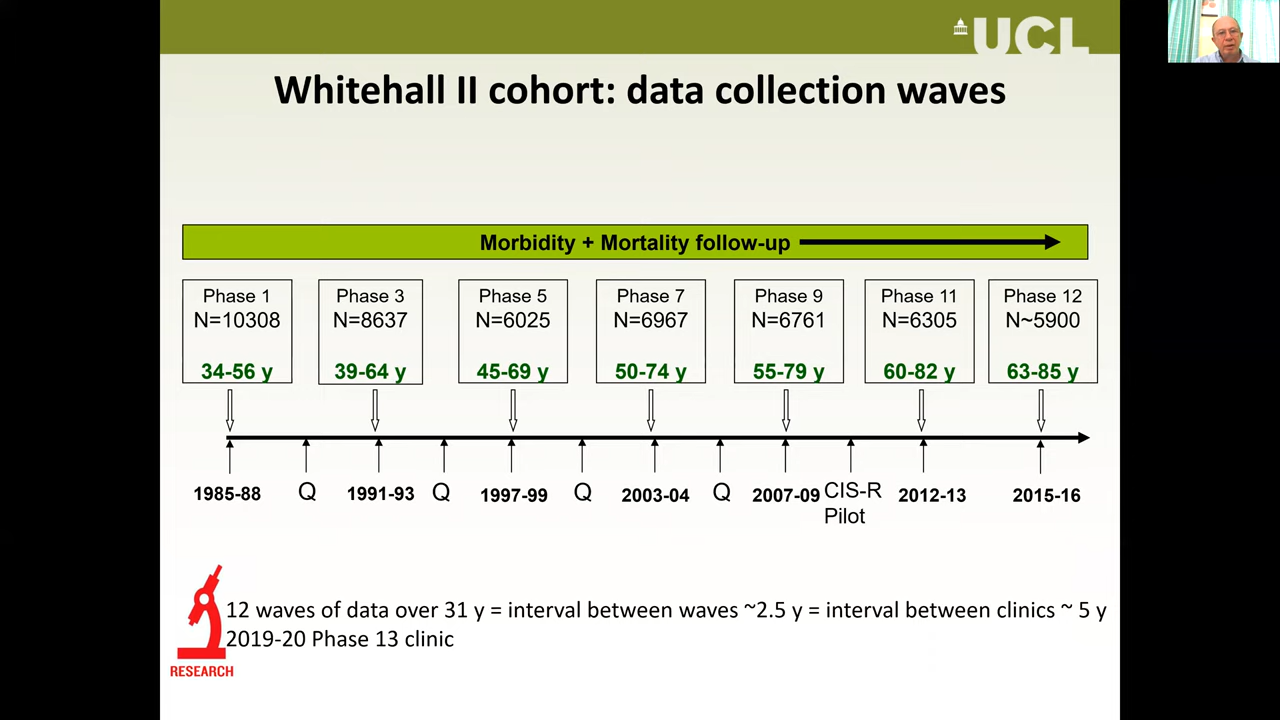 UCL
Whitehall II cohort: data collection waves
Morbidity + Mortality follow-up
Phase 1
N=10308
34-56 y
Phase 3
N=8637
39-64 y
Phase 5
N=6025
45-69 y
Phase 7
N=6967
50-74 y
Phase 9
N=6761
55-79 y
Phase 11
N=6305
60-82 y
Phase 12
N~5900
63-85 y
1985-88
Q
1991-93
Q
1997-99
Q
2003-04
Q
2007-09
CIS-R
Pilot
2012-13
2015-16
12 waves of data over 31 y = interval between waves ~2.5 y = interval between clinics ~ 5 y
2019-20 Phase 13 clinic
RESEARCH